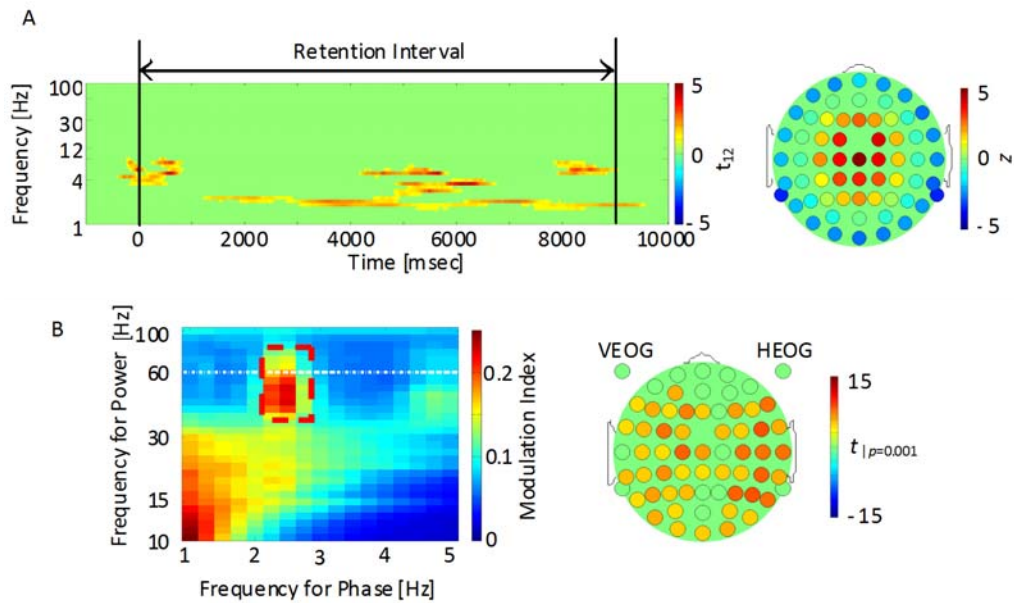 A
Retention Interval
Frequency [Hz]
100
30
12
4
1
0
2000
4000
6000
8000
10000
Time [msec]
5
0
- 5
t12
5
0
- 5
z
B
Frequency for Power [Hz]
100
60
30
15
10
1
2
3
4
5
Frequency for Phase [Hz]
0.2
0.1
0
Modulation Index
VEOG
HEOG
15
-15
t |p=0.001